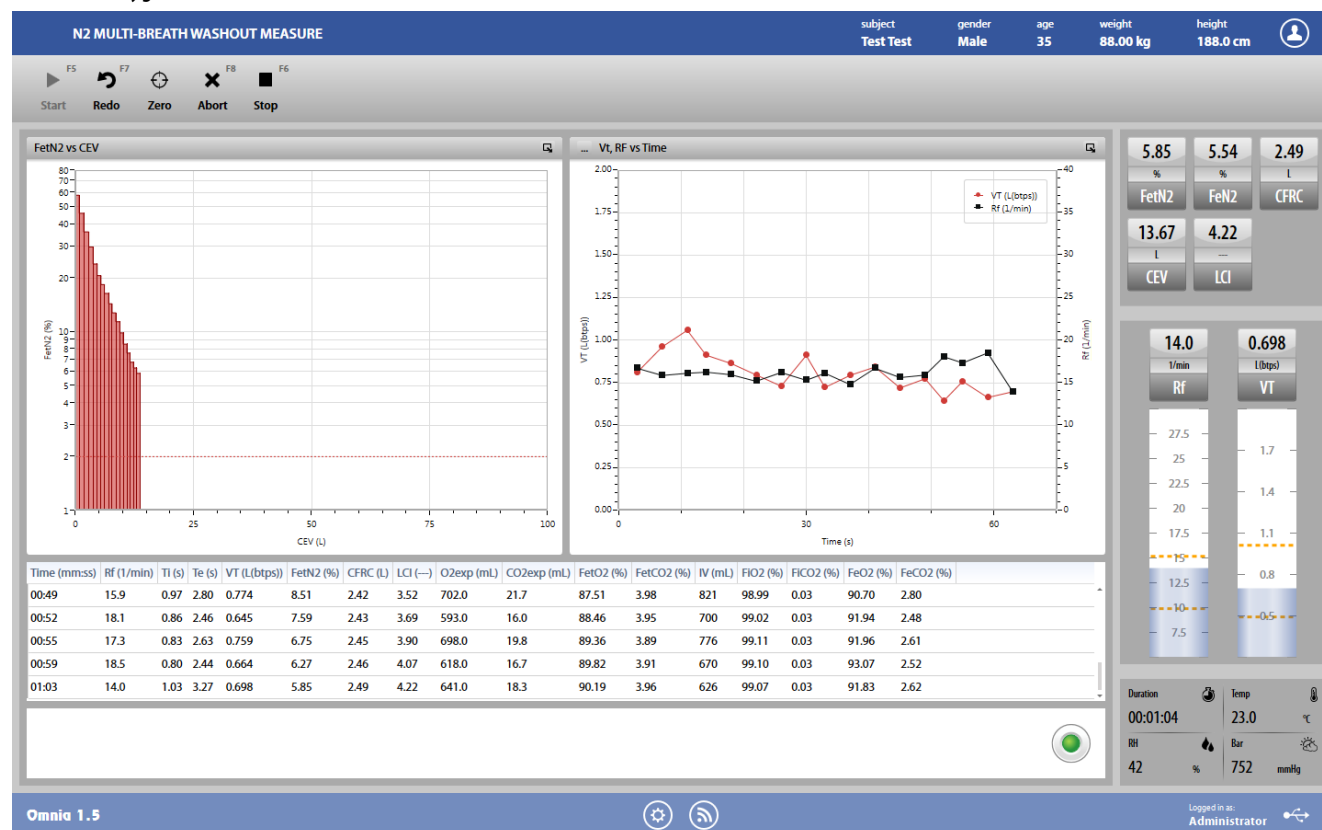 subject gender age weight height
N2 MULTI-BREATH WASHOUT MEASURE Test Test Male 35 88.00 kg 188.0 cm
F5 F7 F8 F6
Start Redo Zero Abort Stop
FetN2 vs CEV
80
70
60
50
40
30
20
10
9
8
7
6
5
4
3
2
1
FetN2 (%)
0 25 50 75 100
CEV (L)
... Vt, RF vs Time
VT (L(btps))
Rf (1/min)
2.00
1.75
1.50
1.25
1.00
0.75
0.50
0.25
0.00
VT (L(btps))
40
35
30
25
20
15
10
5
0
Rf (1/min)
0 30 60
Time (s)
5.85 5.54 2.49
% % L
FetN2 FeN2 CFRC
13.67 4.22
L ---
CEV LCI
14.0 0.698
1/min L(btps)
Rf VT
27.5
25
22.5
20
17.5
15
12.5
10
7.5
1.7
1.4
1.1
0.8
0.5
Time (mm:ss) Rf (1/min) Ti (s) Te (s) VT (L(btps)) FetN2 (%) CFRC (L) LCI (---) O2exp (mL) CO2exp (mL) FetO2 (%) FetCO2 (%) IV (mL) FiO2 (%) FiCO2 (%) FeO2 (%) FeCO2 (%)
00:49 15.9 0.97 2.80 0.774 8.51 2.42 3.52 702.0 21.7 87.51 3.98 821 98.99 0.03 90.70 2.80
00:52 18.1 0.86 2.46 0.645 7.59 2.43 3.69 593.0 16.0 88.46 3.95 700 99.02 0.03 91.94 2.48
00:55 17.3 0.83 2.63 0.759 6.75 2.45 3.90 698.0 19.8 89.36 3.89 776 99.11 0.03 91.96 2.61
00:59 18.5 0.80 2.44 0.664 6.27 2.46 4.07 618.0 16.7 89.82 3.91 670 99.10 0.03 93.07 2.52
01:03 14.0 1.03 3.27 0.698 5.85 2.49 4.22 641.0 18.3 90.19 3.96 626 99.07 0.03 91.83 2.62
Duration Temp
00:01:04 23.0 °C
RH Bar
42 % 752 mmHg
Omnia 1.5
Logged in as:
Administrator